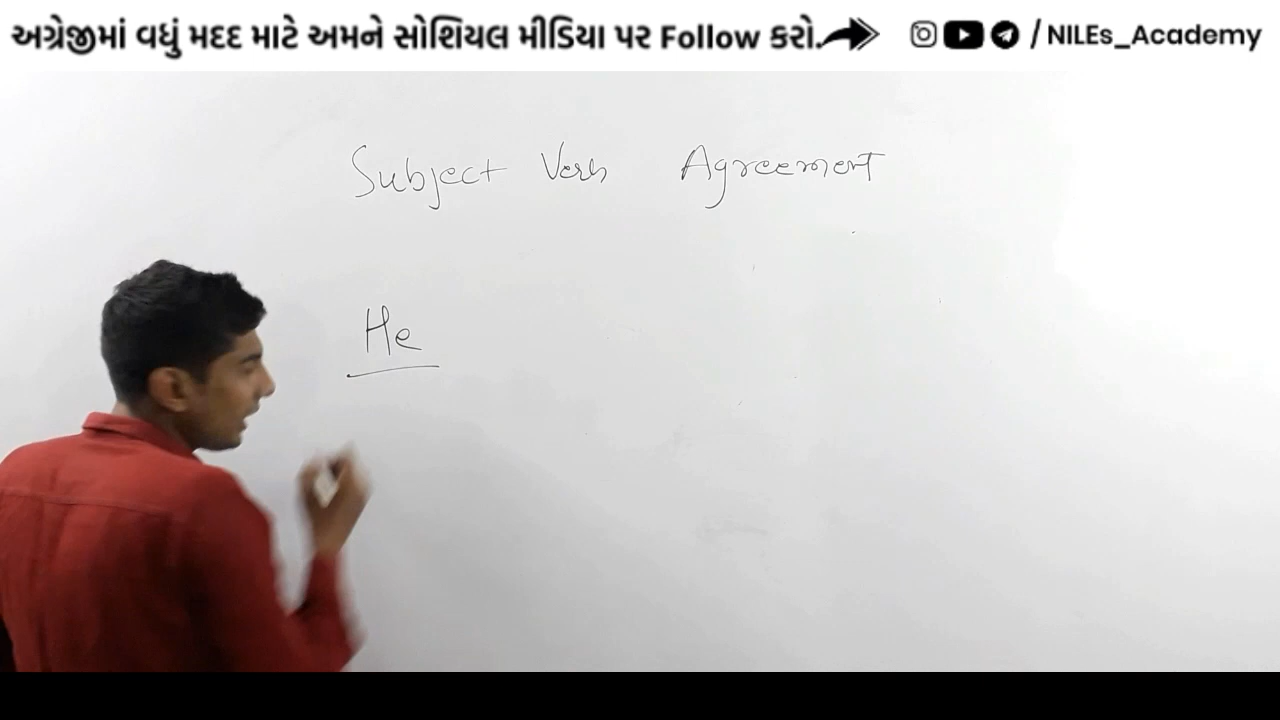 અગ્રેજીમાં વધું મદદ માટે અમને સોશિયલ મીડિયા પર Follow કરો. /NILEs_Academy
Subject Verb Agreement
He